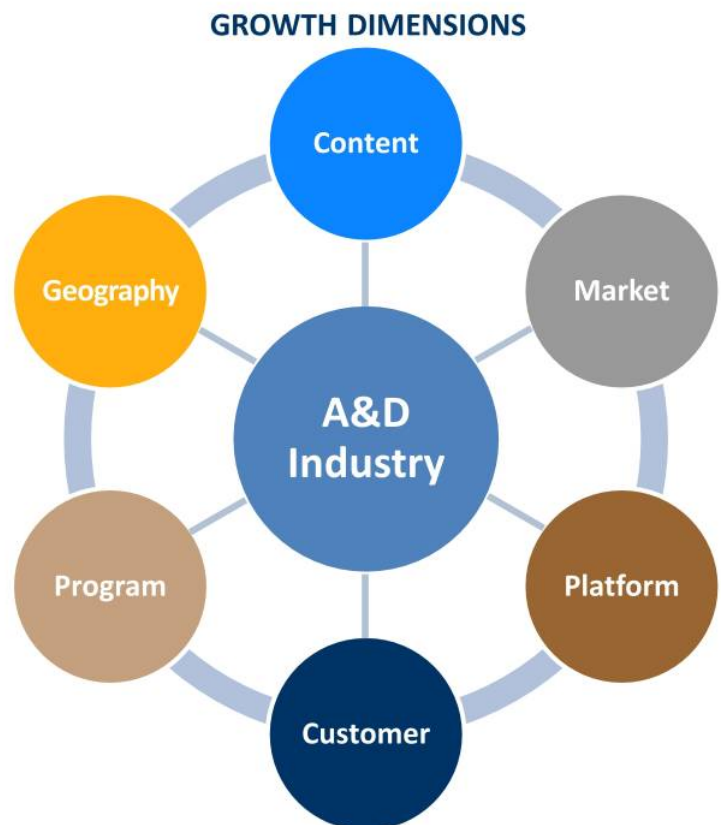 GROWTH DIMENSIONS
Content
Market
Platform
Customer
Program
Geography
A&D
Industry